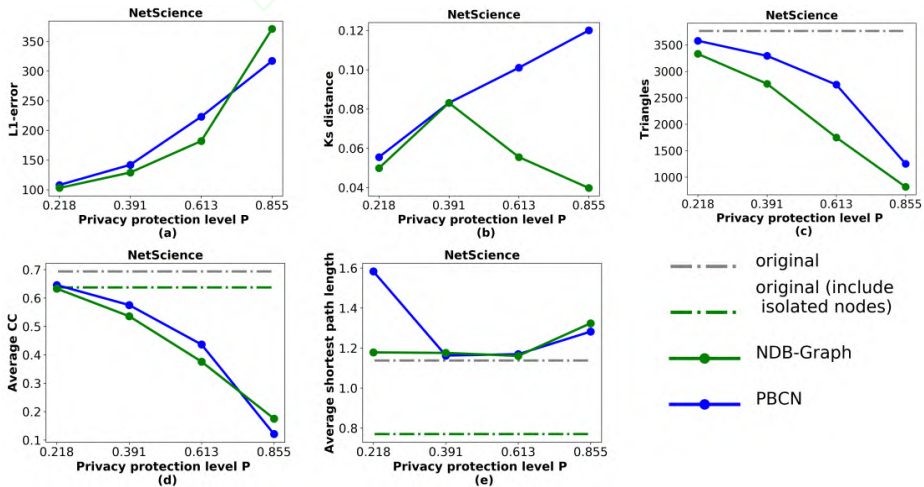 NetScience
350
300
250
200
150
100
L1-error
0.218
0.391
0.613
0.855
Privacy protection level P
(a)
NetScience
0.12
0.10
0.08
0.06
0.04
Ks distance
0.218
0.391
0.613
0.855
Privacy protection level P
(b)
NetScience
3500
3000
2500
2000
1500
1000
Triangles
0.218
0.391
0.613
0.855
Privacy protection level P
(c)
NetScience
0.7
0.6
0.5
0.4
0.3
0.2
0.1
Average CC
0.218
0.391
0.613
0.855
Privacy protection level P
(d)
NetScience
1.6
1.4
1.2
1.0
0.8
Average shortest path length
0.218
0.391
0.613
0.855
Privacy protection level P
(e)
original
original (include
isolated nodes)
NDB-Graph
PBCN